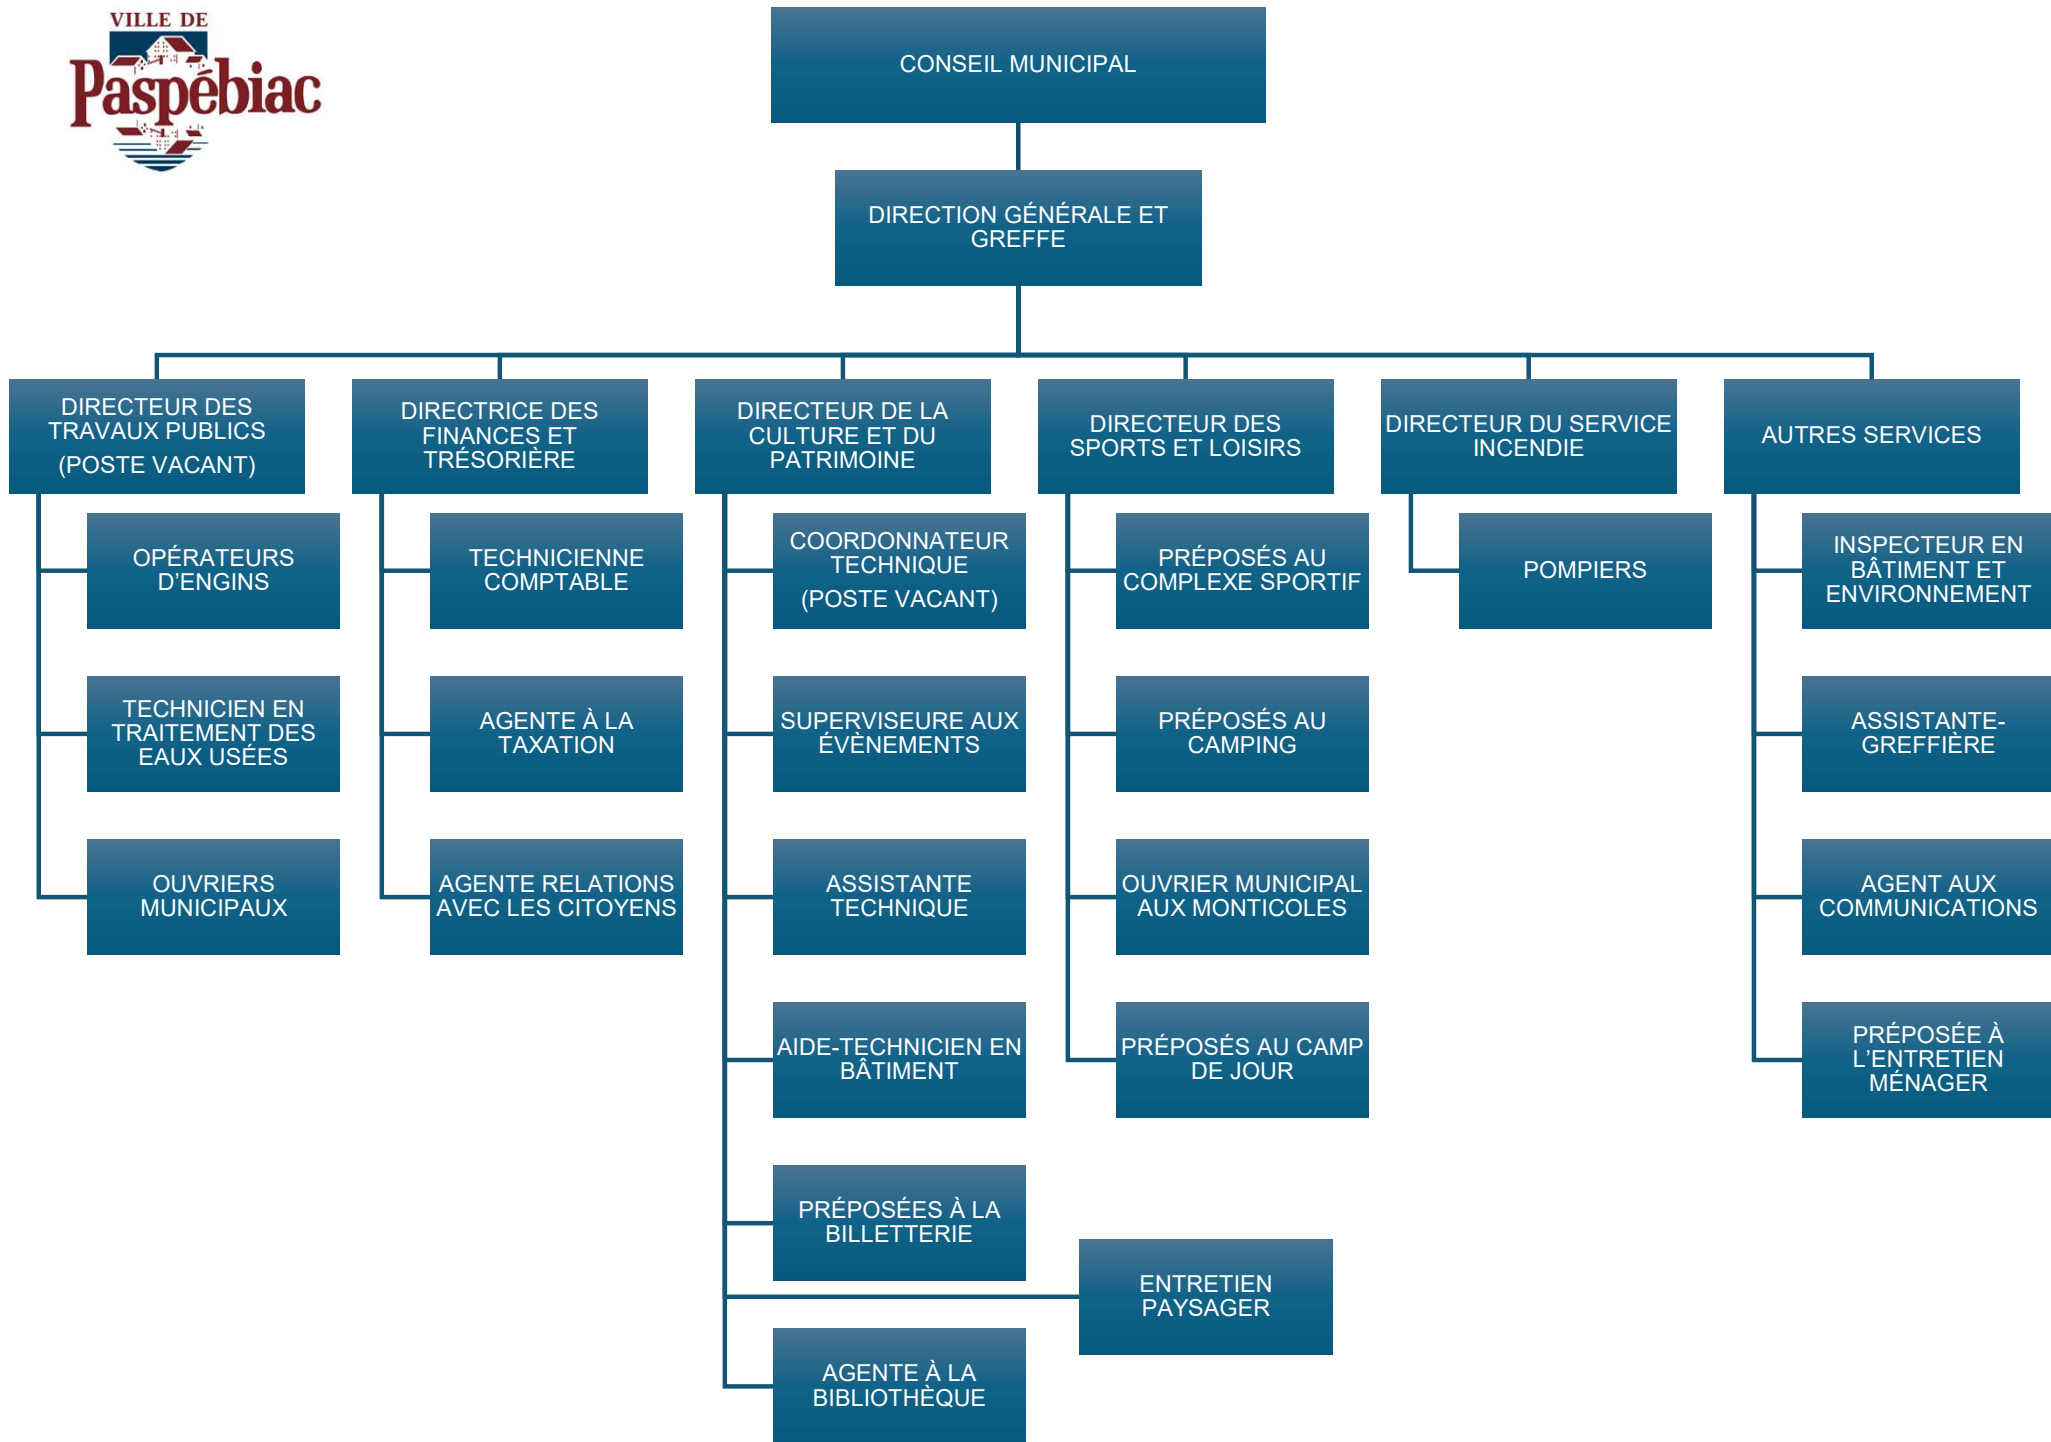 VILLE DE
Paspébiac
CONSEIL MUNICIPAL
DIRECTION GÉNÉRALE ET
GREFFE
DIRECTEUR DES
TRAVAUX PUBLICS
(POSTE VACANT)
OPÉRATEURS
D’ENGINS
TECHNICIEN EN
TRAITEMENT DES
EAUX USÉES
OUVRIERS
MUNICIPAUX
DIRECTRICE DES
FINANCES ET
TRÉSORIÈRE
TECHNICIENNE
COMPTABLE
AGENTE À LA
TAXATION
AGENTE RELATIONS
AVEC LES CITOYENS
DIRECTEUR DE LA
CULTURE ET DU
PATRIMOINE
COORDONNATEUR
TECHNIQUE
(POSTE VACANT)
SUPERVISEURE AUX
ÉVÈNEMENTS
ASSISTANTE
TECHNIQUE
AIDE-TECHNICIEN EN
BÂTIMENT
PRÉPOSÉES À LA
BILLETTERIE
ENTRETIEN
PAYSAGER
AGENTE À LA
BIBLIOTHÈQUE
DIRECTEUR DES
SPORTS ET LOISIRS
PRÉPOSÉS AU
COMPLEXE SPORTIF
PRÉPOSÉS AU
CAMPING
OUVRIER MUNICIPAL
AUX MONTICOLES
PRÉPOSÉS AU CAMP
DE JOUR
DIRECTEUR DU SERVICE
INCENDIE
POMPIERS
AUTRES SERVICES
INSPECTEUR EN
BÂTIMENT ET
ENVIRONNEMENT
ASSISTANTE-
GREFFIÈRE
AGENT AUX
COMMUNICATIONS
PRÉPOSÉE À
L’ENTRETIEN
MÉNAGER